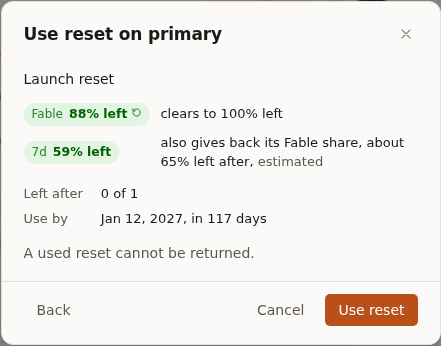 Use reset on primary
Launch reset
Fable 88% left clears to 100% left
7d 59% left also gives back its Fable share, about
65% left after, estimated
Left after 0 of 1
Use by Jan 12, 2027, in 117 days
A used reset cannot be returned.
Back Cancel Use reset